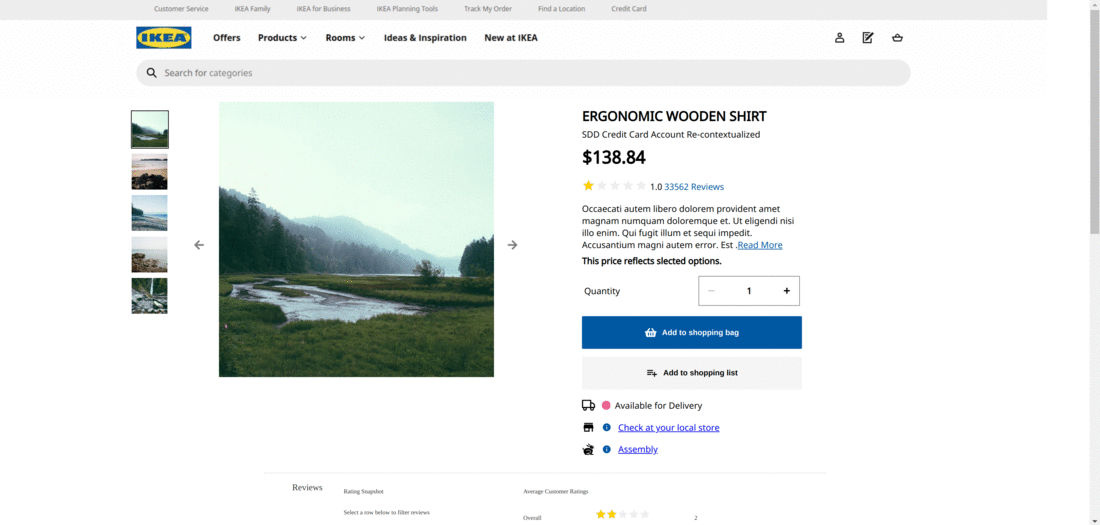 Customer Service IKEA Family IKEA for Business IKEA Planning Tools Track My Order Find a Location Credit Card
IKEA Offers Products Rooms Ideas & Inspiration New at IKEA
Search for categories
ERGONOMIC WOODEN SHIRT
SDD Credit Card Account Re-contextualized
$138.84
1.0 33562 Reviews
Occaecati autem libero dolorem provident amet
magnam numquam doloremque et. Ut eligendi nisi
illo enim. Qui fugit illum et sequi impedit.
Accusantium magni autem error. Est .Read More
This price reflects slected options.
Quantity 1
Add to shopping bag
Add to shopping list
Available for Delivery
Check at your local store
Assembly
Reviews
Rating Snapshot Average Customer Ratings
Select a row below to filter reviews
Overall 2